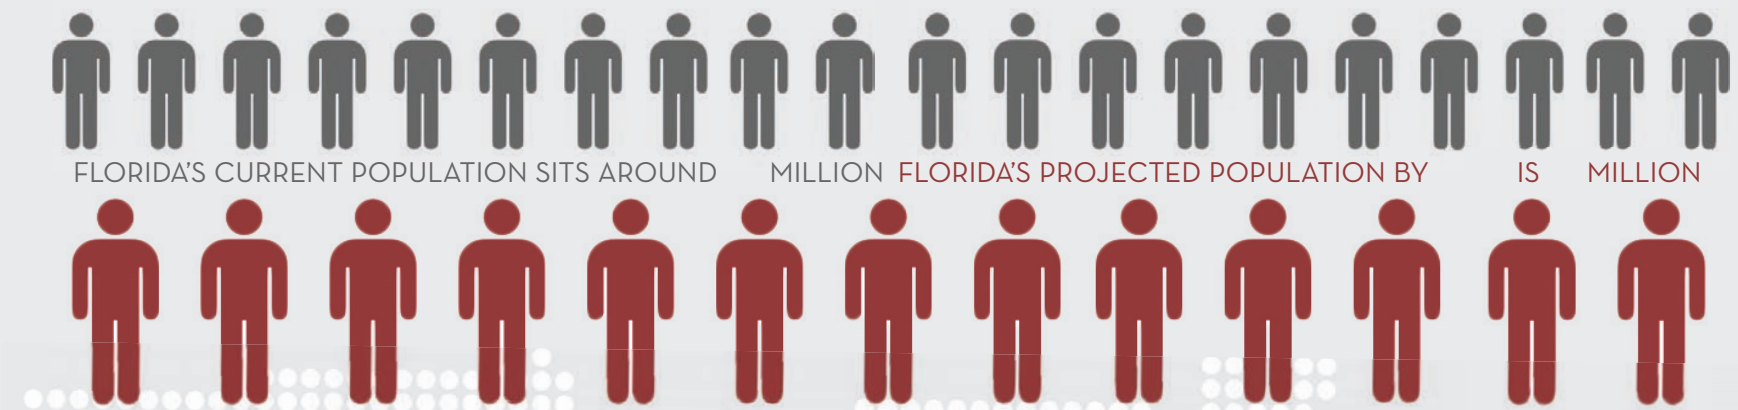 FLORIDA’S CURRENT POPULATION SITS AROUND MILLION FLORIDA’S PROJECTED POPULATION BY IS MILLION